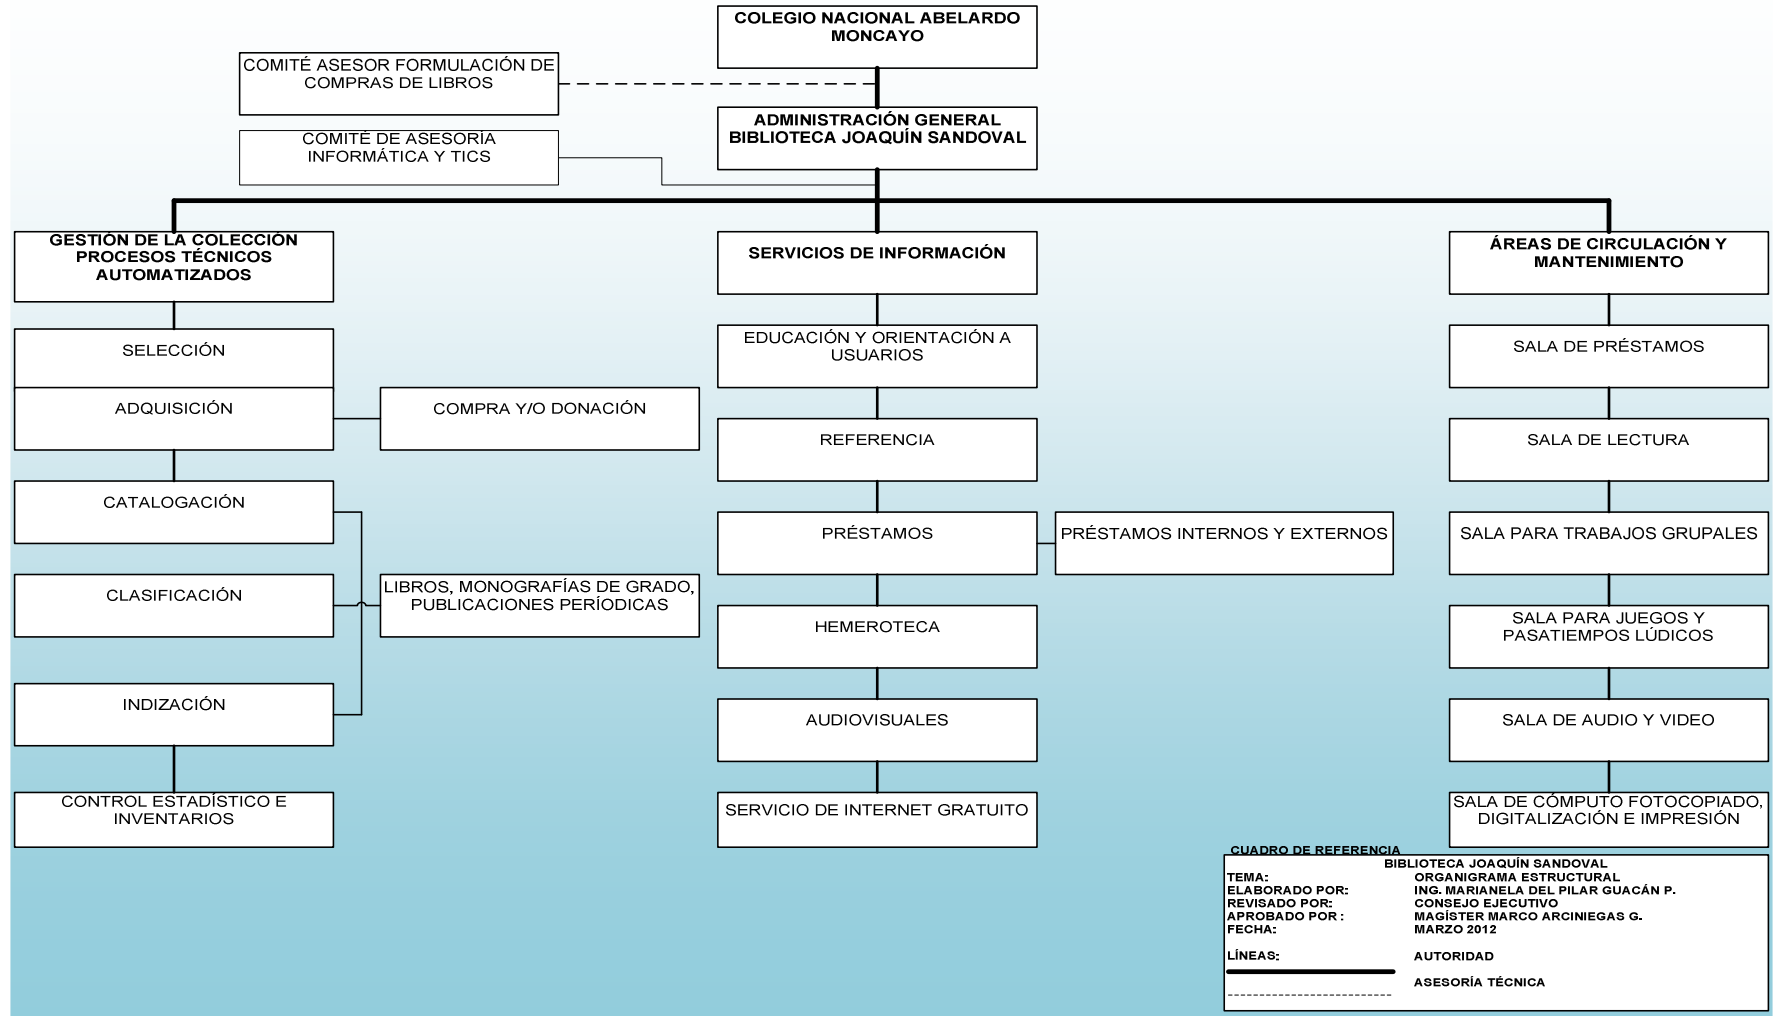 COLEGIO NACIONAL ABELARDO
MONCAYO
COMITÉ ASESOR FORMULACIÓN DE
COMPRAS DE LIBROS
ADMINISTRACIÓN GENERAL
BIBLIOTECA JOAQUÍN SANDOVAL
COMITÉ DE ASESORÍA
INFORMÁTICA Y TICS
GESTIÓN DE LA COLECCIÓN
PROCESOS TÉCNICOS
AUTOMATIZADOS
SELECCIÓN
ADQUISICIÓN
COMPRA Y/O DONACIÓN
CATALOGACIÓN
CLASIFICACIÓN
LIBROS, MONOGRAFÍAS DE GRADO,
PUBLICACIONES PERÍODICAS
INDIZACIÓN
CONTROL ESTADÍSTICO E
INVENTARIOS
SERVICIOS DE INFORMACIÓN
EDUCACIÓN Y ORIENTACIÓN A
USUARIOS
REFERENCIA
PRÉSTAMOS
PRÉSTAMOS INTERNOS Y EXTERNOS
HEMEROTECA
AUDIOVISUALES
SERVICIO DE INTERNET GRATUITO
ÁREAS DE CIRCULACIÓN Y
MANTENIMIENTO
SALA DE PRÉSTAMOS
SALA DE LECTURA
SALA PARA TRABAJOS GRUPALES
SALA PARA JUEGOS Y
PASATIEMPOS LÚDICOS
SALA DE AUDIO Y VIDEO
SALA DE CÓMPUTO FOTOCOPIADO,
DIGITALIZACIÓN E IMPRESIÓN
CUADRO DE REFERENCIA
BIBLIOTECA JOAQUÍN SANDOVAL
TEMA: ORGANIGRAMA ESTRUCTURAL
ELABORADO POR: ING. MARIANELA DEL PILAR GUACÁN P.
REVISADO POR: CONSEJO EJECUTIVO
APROBADO POR : MAGÍSTER MARCO ARCINIEGAS G.
FECHA: MARZO 2012
LÍNEAS: AUTORIDAD
ASESORÍA TÉCNICA